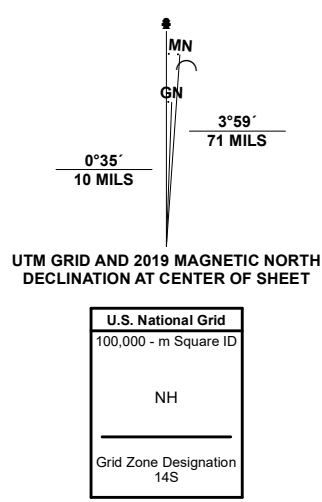 MN
GN
3°59´
71 MILS
0°35´
10 MILS
UTM GRID AND 2019 MAGNETIC NORTH
DECLINATION AT CENTER OF SHEET
U.S. National Grid
100,000 - m Square ID
NH
Grid Zone Designation
14S